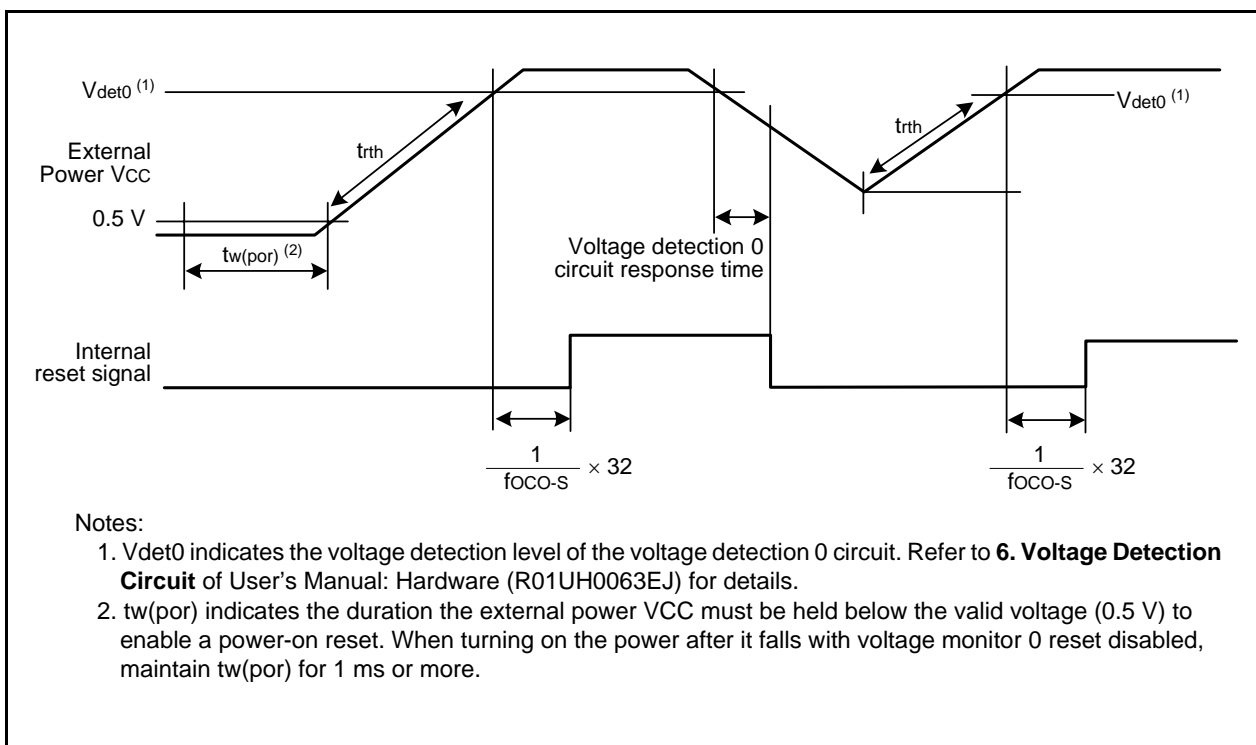 Vdet0 (1)
External
Power VCC
0.5 V
trth
tw(por) (2)
Voltage detection 0
circuit response time
trth
Vdet0 (1)
Internal
reset signal
1
fOCO-S
× 32
1
fOCO-S
× 32
Notes:
1. Vdet0 indicates the voltage detection level of the voltage detection 0 circuit. Refer to 6. Voltage Detection
Circuit of User's Manual: Hardware (R01UH0063EJ) for details.
2. tw(por) indicates the duration the external power VCC must be held below the valid voltage (0.5 V) to
enable a power-on reset. When turning on the power after it falls with voltage monitor 0 reset disabled,
maintain tw(por) for 1 ms or more.